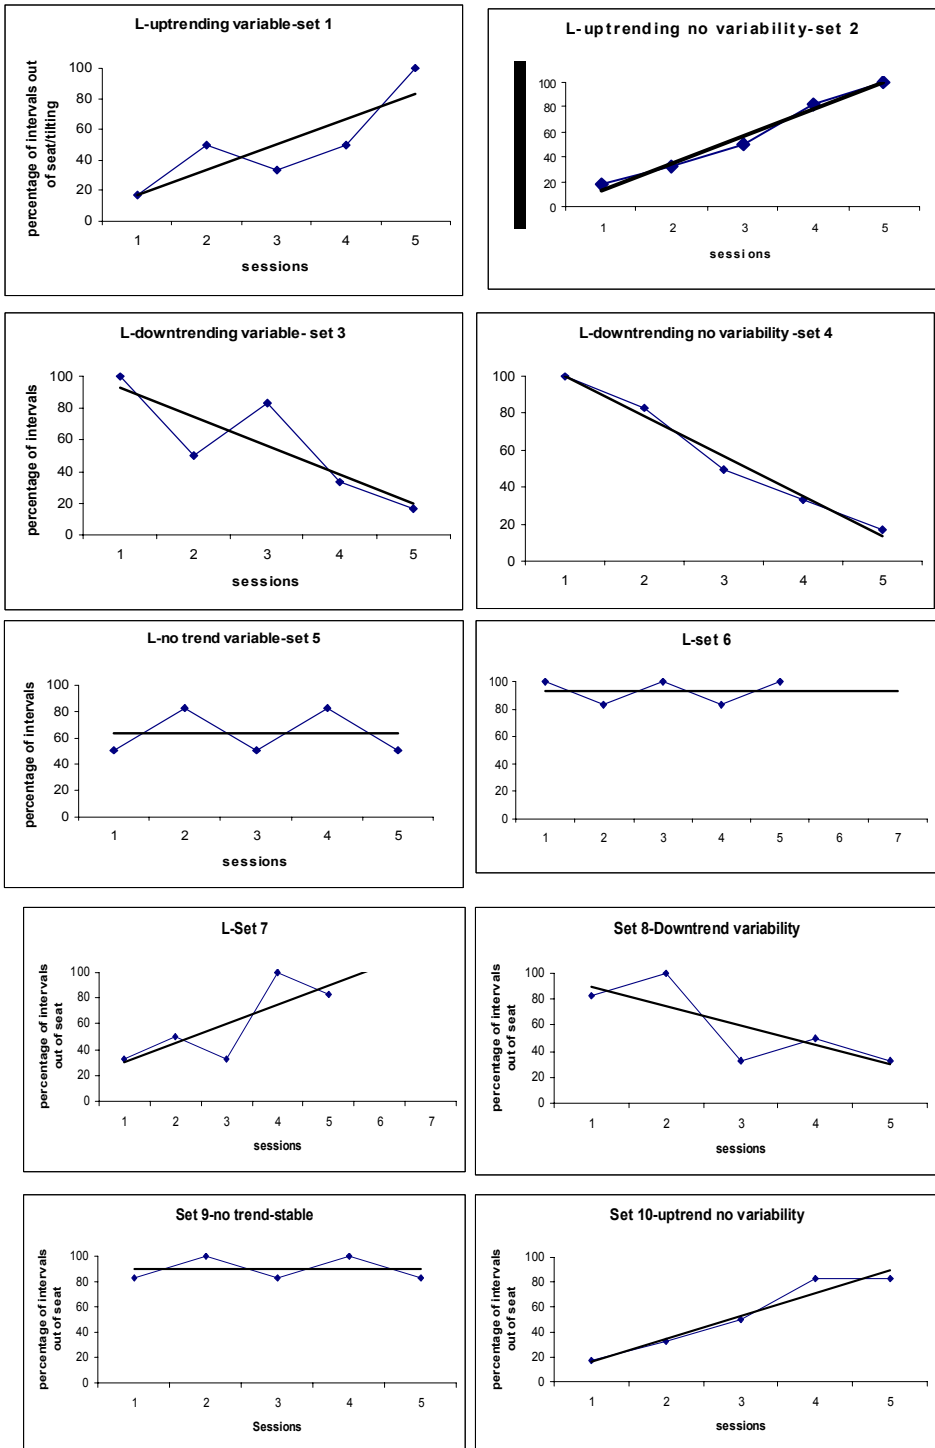 L-uptrending variable-set 1
percentage of intervals out
of seat/tilting
100
80
60
40
20
0
1 2 3 4 5
sessions
L-uptrending no variability-set 2
100
80
60
40
20
0
1 2 3 4 5
sessions
L-downtrending variable- set 3
percentage of intervals
100
80
60
40
20
0
1 2 3 4 5
sessions
L-downtrending no variability -set 4
100
80
60
40
20
0
1 2 3 4 5
L-no trend variable-set 5
percentage of intervals
100
80
60
40
20
0
1 2 3 4 5
sessions
L-set 6
100
80
60
40
20
0
1 2 3 4 5 6 7
L-Set 7
percentage of intervals
out of seat
100
80
60
40
20
0
1 2 3 4 5 6 7
sessions
Set 8-Downtrend variability
percentage of intervals
out of seat
100
80
60
40
20
0
1 2 3 4 5
sessions
Set 9-no trend-stable
percentage of intervals
out of seat
100
80
60
40
20
0
1 2 3 4 5
Sessions
Set 10-uptrend no variability
percentage of intervals
out of seat
100
80
60
40
20
0
1 2 3 4 5
sessions